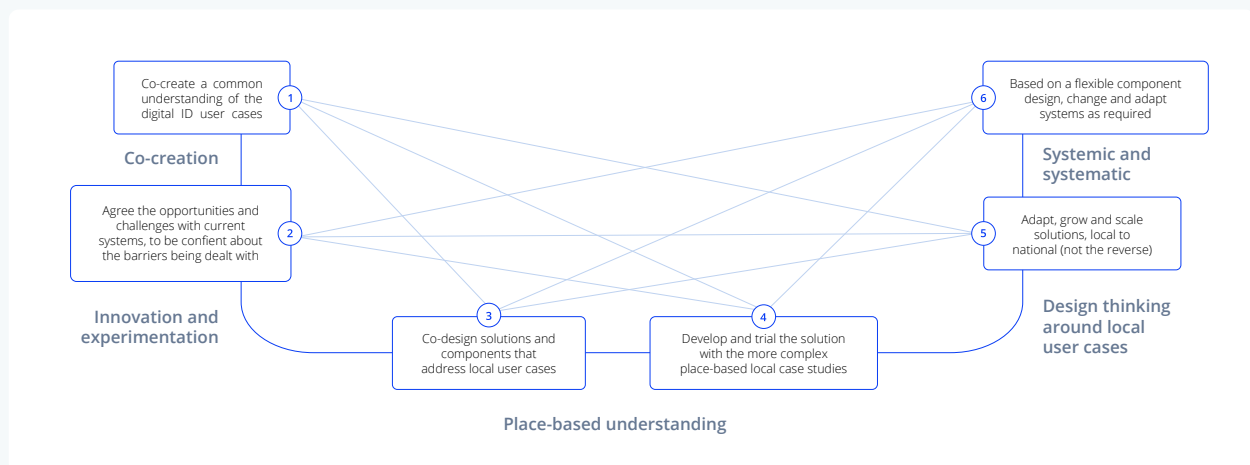 Co-create a common
understanding of the
digital ID user cases
1
Co-creation
Agree the opportunities and
challenges with current
systems, to be confient about
the barriers being dealt with
2
Innovation and
experimentation
3
Co-design solutions and
components that
address local user cases
4
Develop and trial the solution
with the more complex
place-based local case studies
Place-based understanding
6
Based on a flexible component
design, change and adapt
systems as required
Systemic and
systematic
5
Adapt, grow and scale
solutions, local to
national (not the reverse)
Design thinking
around local
user cases